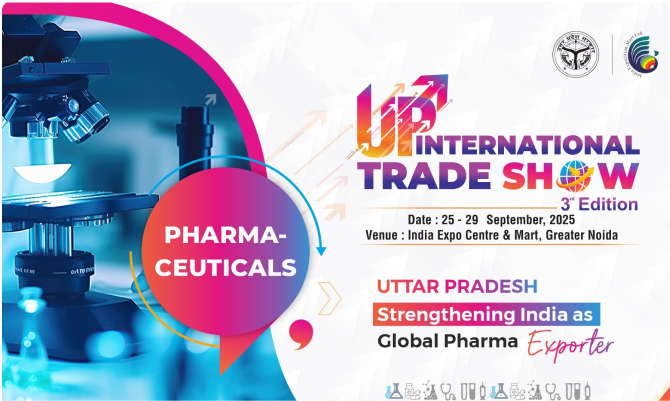 UP INTERNATIONAL
TRADE SHOW
3rd Edition
Date : 25 - 29 September, 2025
Venue : India Expo Centre & Mart, Greater Noida
PHARMA-
CEUTICALS
UTTAR PRADESH
Strengthening India as
Global Pharma Exporter